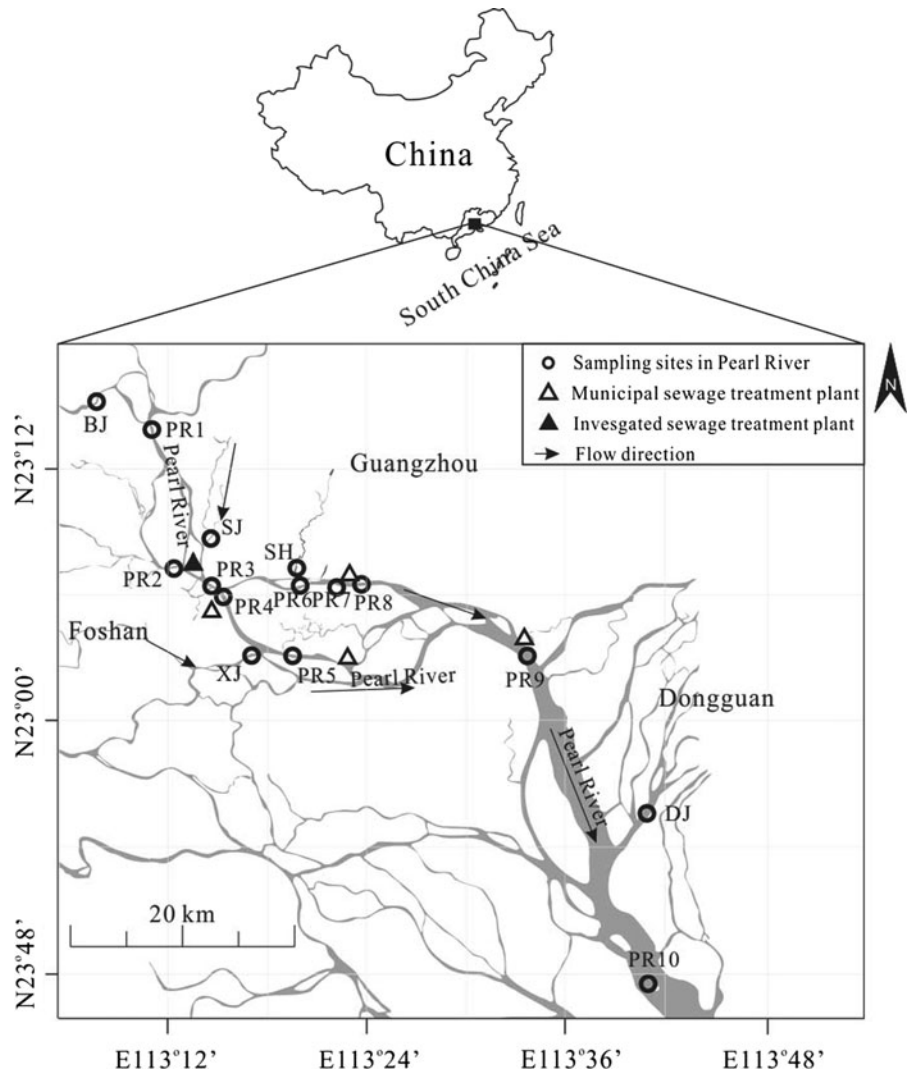 China
South China Sea
N
Sampling sites in Pearl River
Municipal sewage treatment plant
Invesgated sewage treatment plant
Flow direction
BJ
PR1
N23°12'
Pearl River
Guangzhou
SJ
SH
PR2
PR3
PR4
PR6
PR7
PR8
Foshan
XJ
PR5
Pearl River
PR9
N23°00'
Dongguan
Pearl River
DJ
20 km
PR10
N23°48'
E113°12'
E113°24'
E113°36'
E113°48'